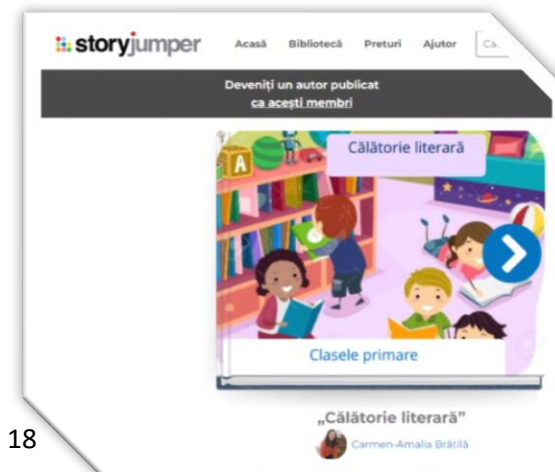 storyjumper
Acasă Bibliotecă Preturi Ajutor
Deveniți un autor publicat
ca acești membri
Călătorie literară
A
Clasele primare
„Călătorie literară”
Carmen-Amalia Brătilă
18